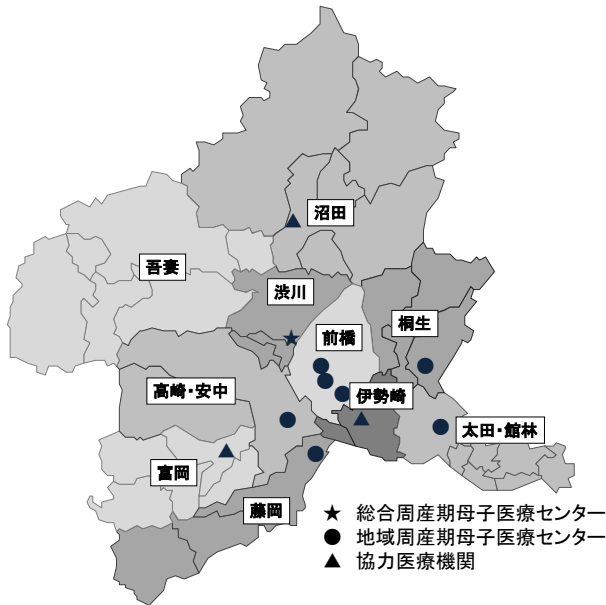 沼田
吾妻
渋川
桐生
前橋
高崎・安中
伊勢崎
太田・館林
富岡
藤岡
★ 総合周産期母子医療センター
● 地域周産期母子医療センター
▲ 協力医療機関